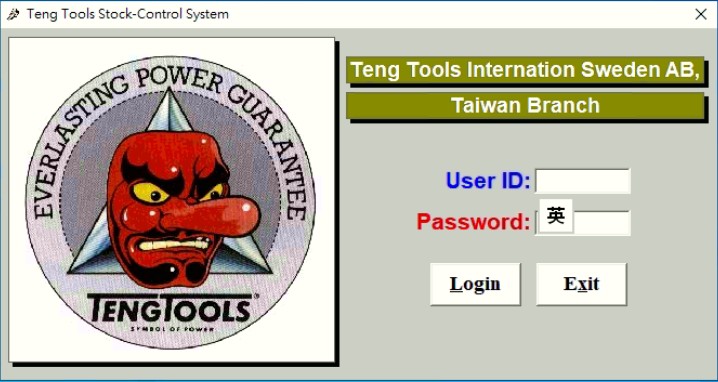 Teng Tools Stock-Control System
EVERLASTING POWER GUARANTEE
TENGTOOLS®
SYMBOL OF POWER
Teng Tools Internation Sweden AB,
Taiwan Branch
User ID:
Password:
英
Login
Exit